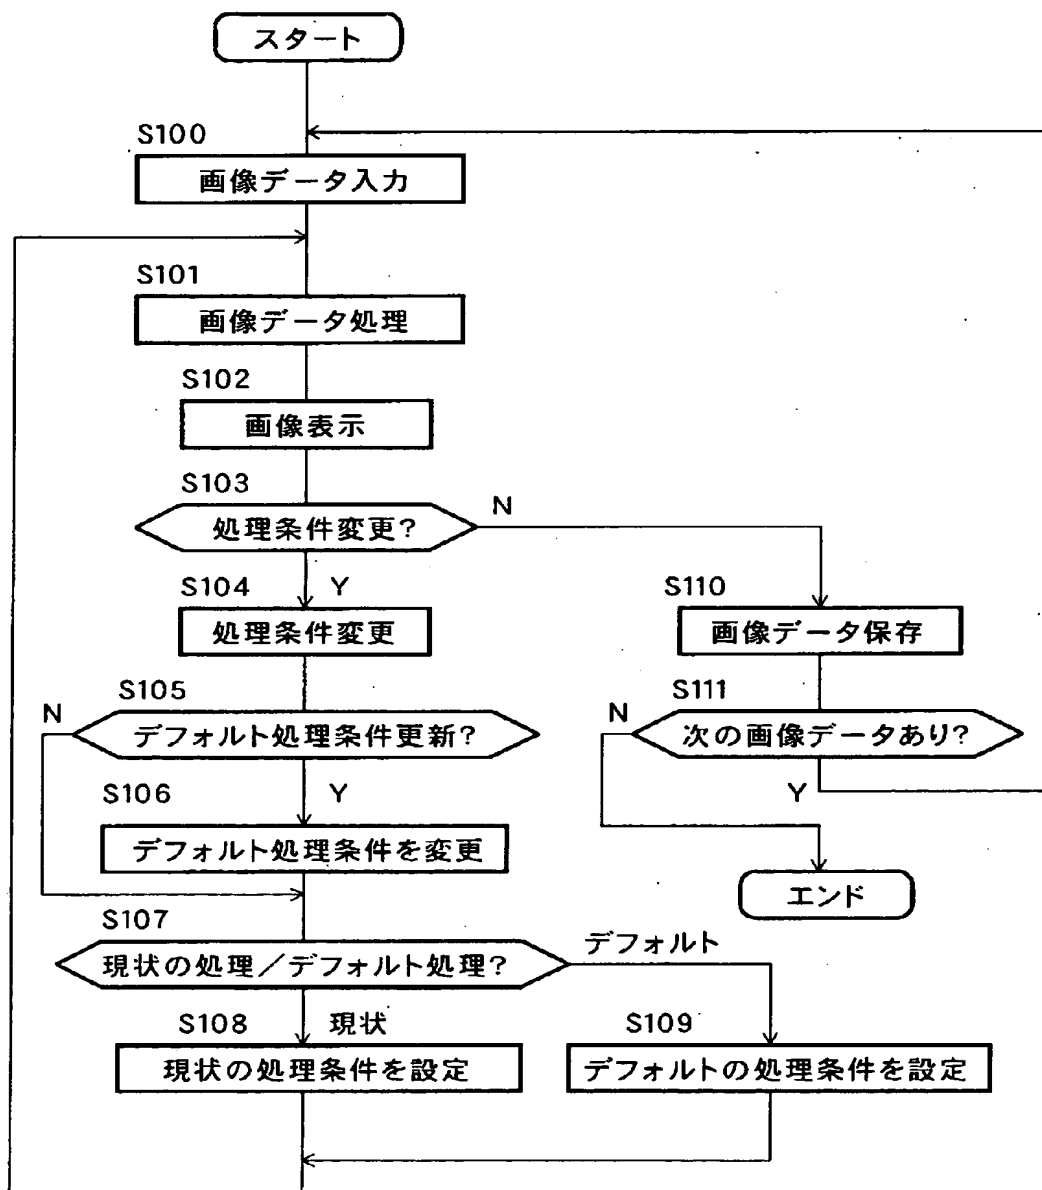 スタート
S100
画像データ入力
S101
画像データ処理
S102
画像表示
S103
処理条件変更?
N
Y
S104
処理条件変更
S110
画像データ保存
S105
N
デフォルト処理条件更新?
S111
N
次の画像データあり?
Y
S106
Y
デフォルト処理条件を変更
エンド
S107
現状の処理/デフォルト処理?
デフォルト
S108
現状
現状の処理条件を設定
S109
デフォルトの処理条件を設定